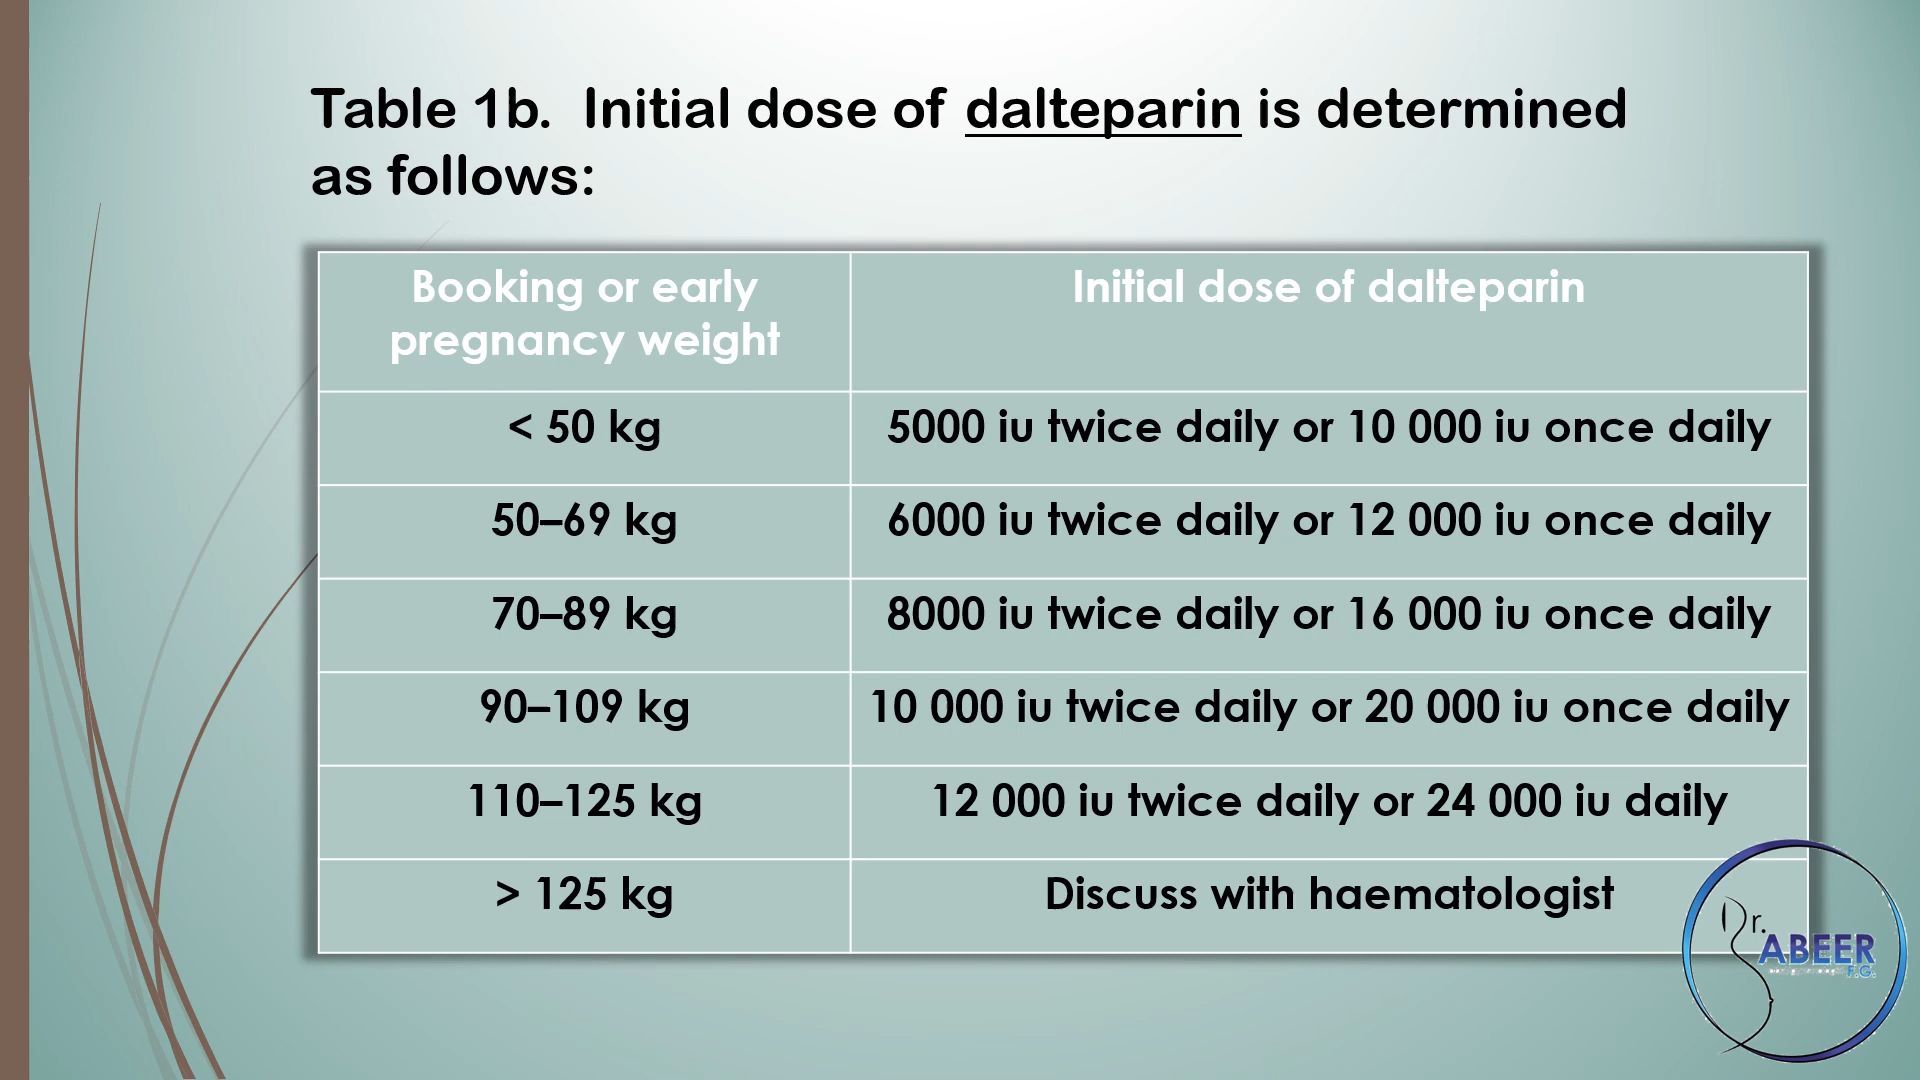 Table 1b. Initial dose of dalteparin is determined
as follows:
Booking or early
pregnancy weight
Initial dose of dalteparin
< 50 kg
5000 iu twice daily or 10 000 iu once daily
50–69 kg
6000 iu twice daily or 12 000 iu once daily
70–89 kg
8000 iu twice daily or 16 000 iu once daily
90–109 kg
10 000 iu twice daily or 20 000 iu once daily
110–125 kg
12 000 iu twice daily or 24 000 iu daily
> 125 kg
Discuss with haematologist
Dr.
ABEER
F.G.